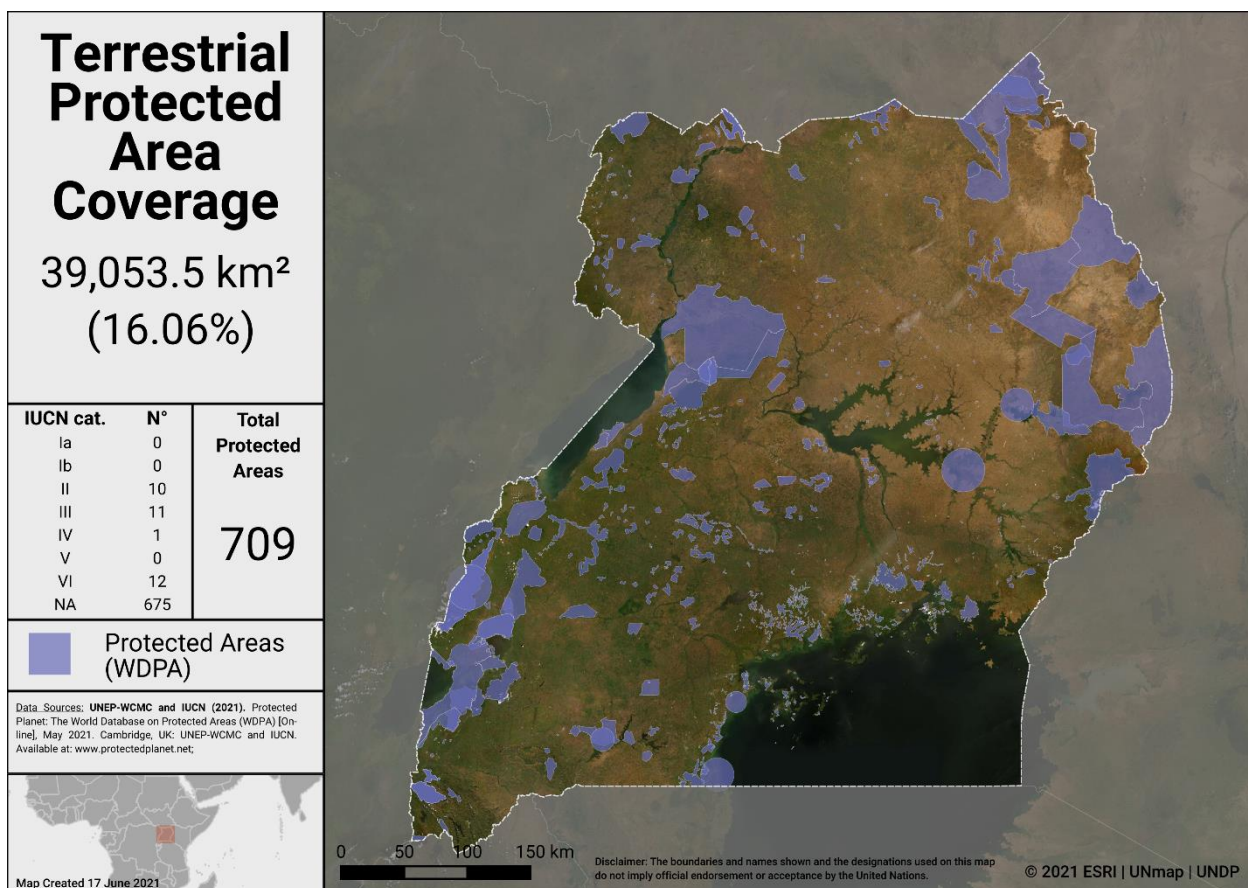 Terrestrial
Protected
Area
Coverage
39,053.5 km²
(16.06%)
IUCN cat. N°
Ia 0
Ib 0
II 10
III 11
IV 1
V 0
VI 12
NA 675
Total
Protected
Areas
709
Protected Areas
(WDPA)
Data Sources: UNEP-WCMC and IUCN (2021). Protected
Planet: The World Database on Protected Areas (WDPA) [On-
line], May 2021. Cambridge, UK: UNEP-WCMC and IUCN.
Available at: www.protectedplanet.net;
Map Created 17 June 2021
0 50 100 150 km
Disclaimer: The boundaries and names shown and the designations used on this map
do not imply official endorsement or acceptance by the United Nations.
© 2021 ESRI | UNmap | UNDP